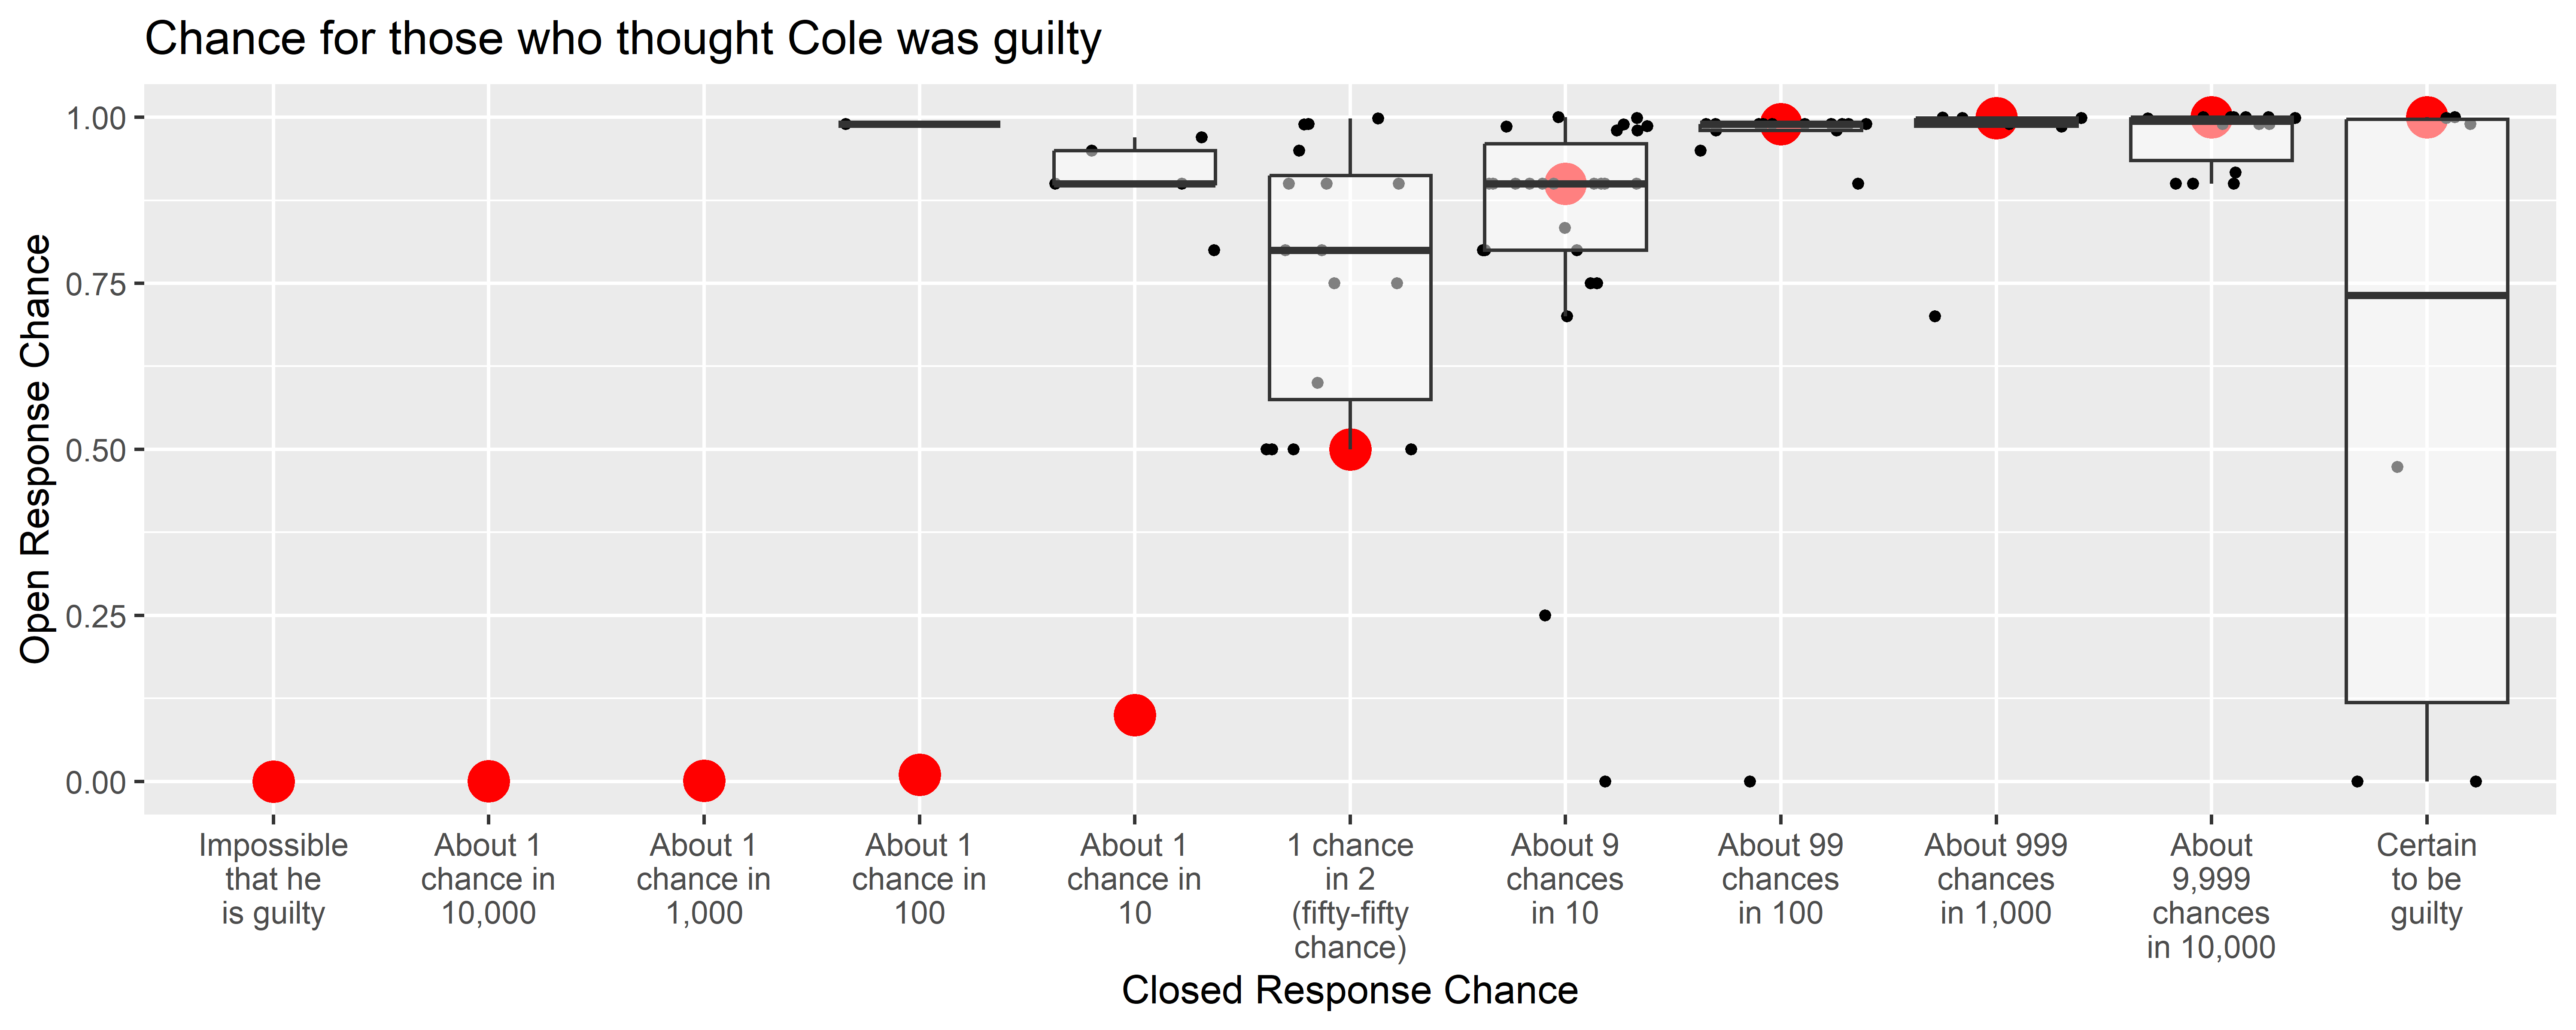 Chance for those who thought Cole was guilty
Open Response Chance
1.00
0.75
0.50
0.25
0.00
Impossible
that he
is guilty
About 1
chance in
10,000
About 1
chance in
1,000
About 1
chance in
100
About 1
chance in
10
1 chance
in 2
(fifty-fifty
chance)
About 9
chances
in 10
About 99
chances
in 100
About 999
chances
in 1,000
About
9,999
chances
in 10,000
Certain
to be
guilty
Closed Response Chance